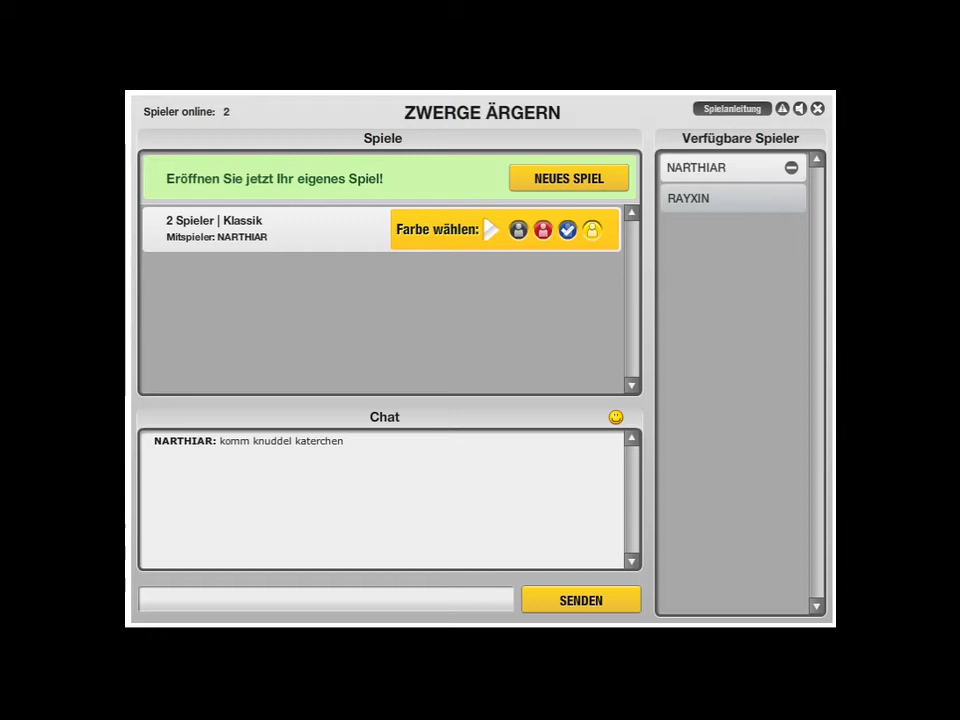 Spieler online: 2
ZWERGE ÄRGERN
Spielanleitung
Spiele
Verfügbare Spieler
Eröffnen Sie jetzt Ihr eigenes Spiel!
NEUES SPIEL
NARTHIAR
RAYXIN
2 Spieler | Klassik
Mitspieler: NARTHIAR
Farbe wählen:
Chat
NARTHIAR: komm knuddel katerchen
SENDEN